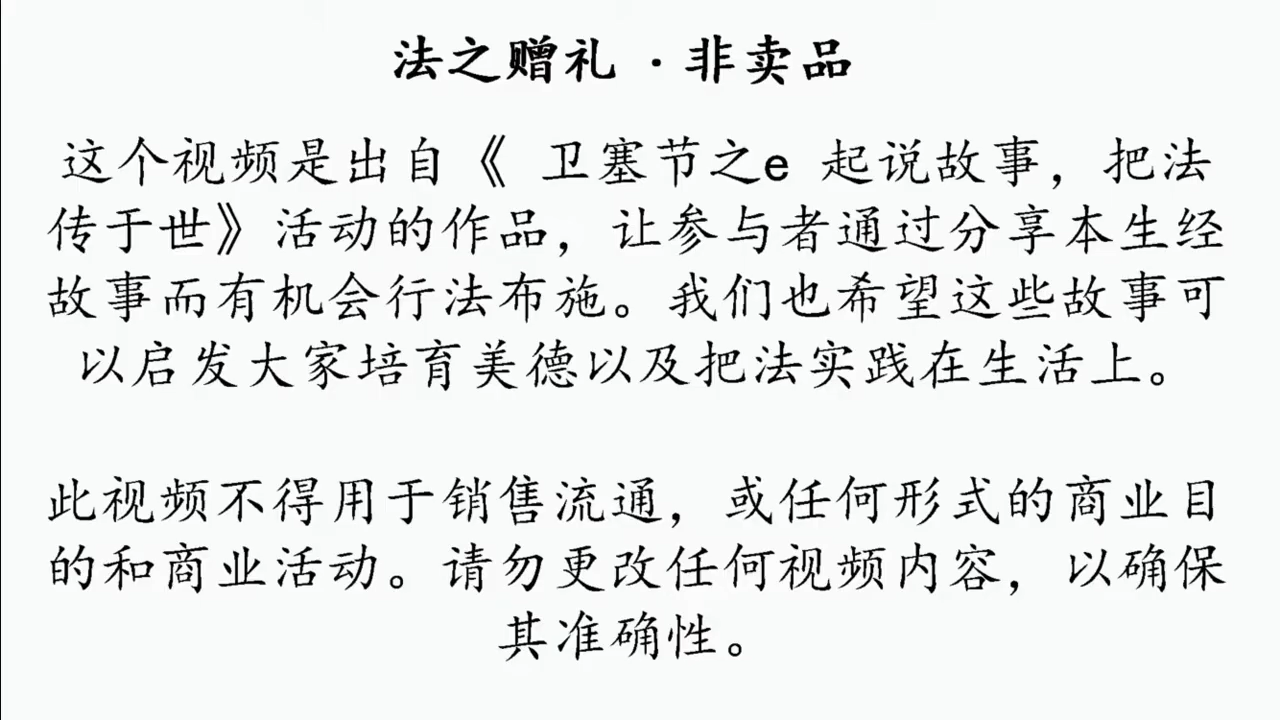 法之赠礼 · 非卖品
这个视频是出自《 卫塞节之e 起说故事，把法
传于世》活动的作品，让参与者通过分享本生经
故事而有机会行法布施。我们也希望这些故事可
以启发大家培育美德以及把法实践在生活上。
此视频不得用于销售流通，或任何形式的商业目
的和商业活动。请勿更改任何视频内容，以确保
其准确性。